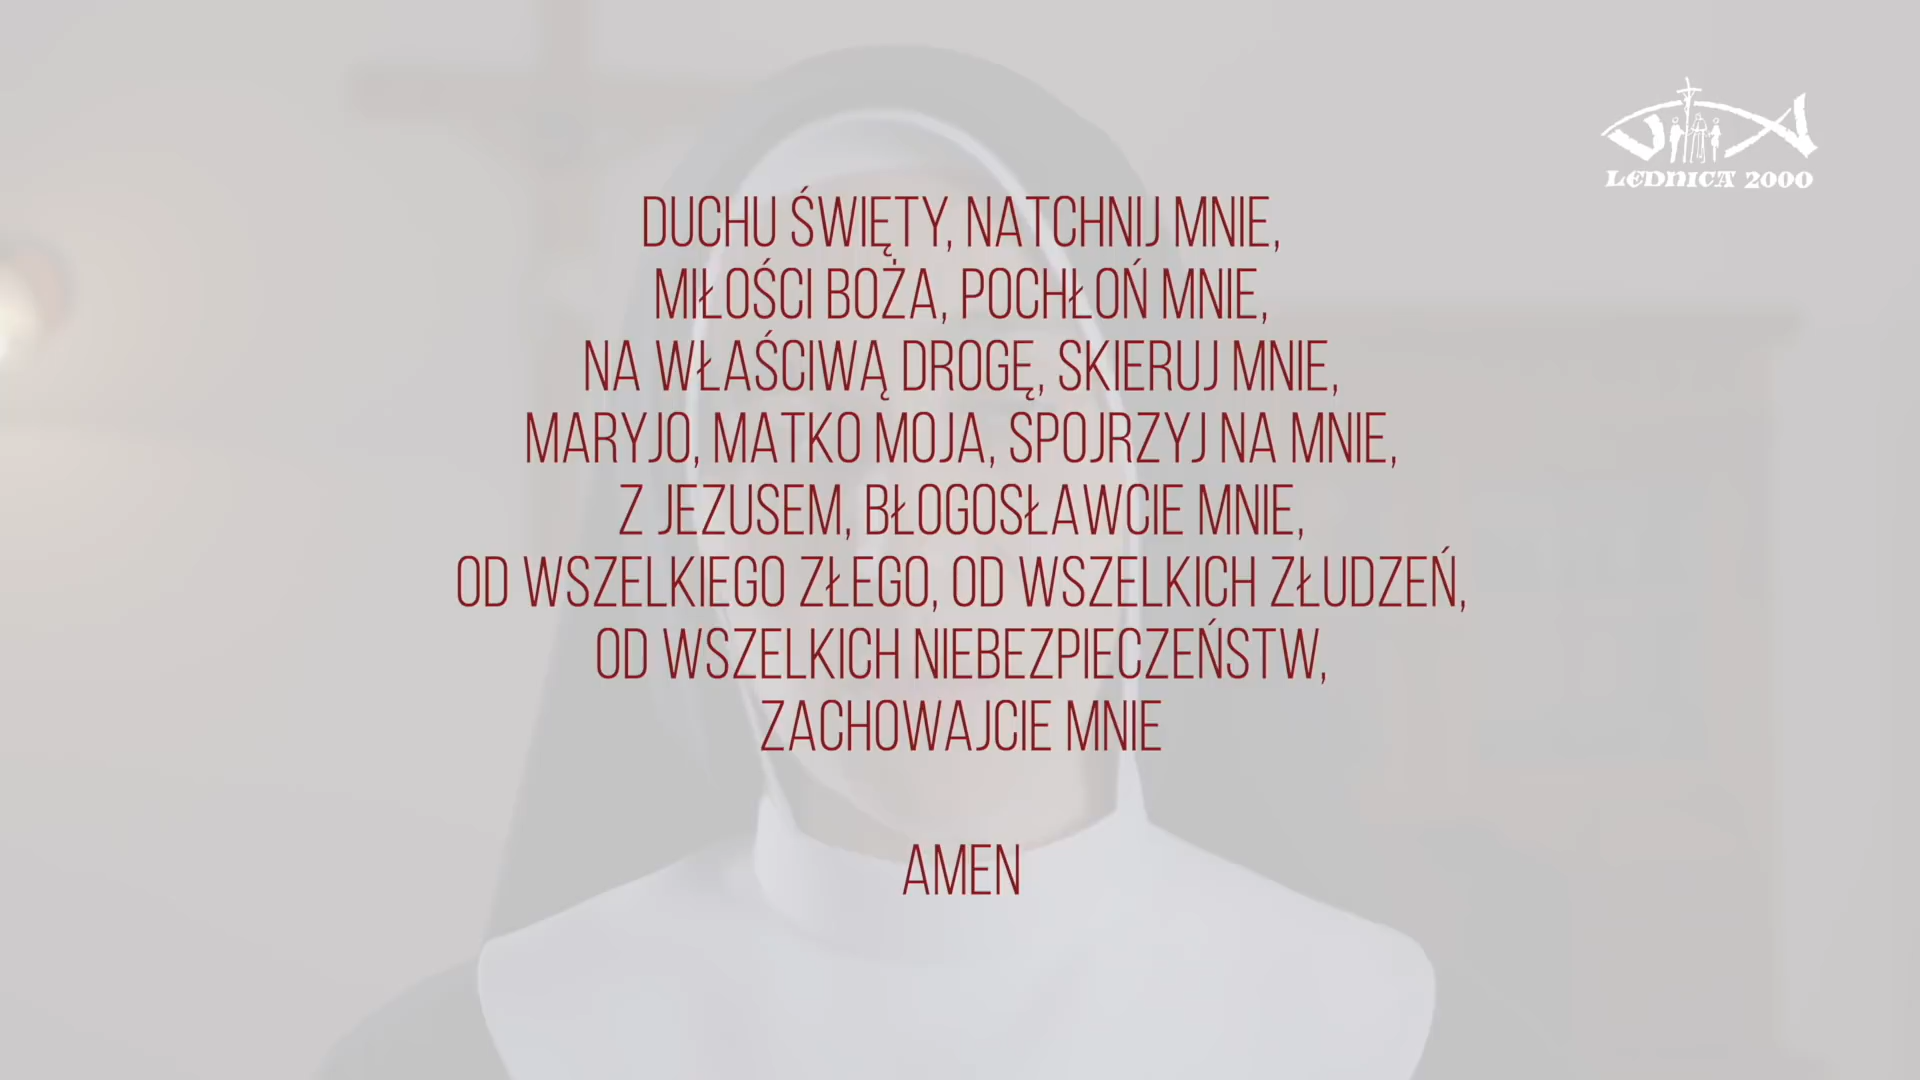 LEDNICA 2000
DUCHU ŚWIĘTY, NATCHNIJ MNIE,
MIŁOŚCI BOŻA, POCHŁOŃ MNIE,
NA WŁAŚCIWĄ DROGĘ, SKIERUJ MNIE,
MARYJO, MATKO MOJA, SPOJRZYJ NA MNIE,
Z JEZUSEM, BŁOGOSŁAWCIE MNIE,
OD WSZELKIEGO ZŁEGO, OD WSZELKICH ZŁUDZEŃ,
OD WSZELKICH NIEBEZPIECZEŃSTW,
ZACHOWAJCIE MNIE
AMEN